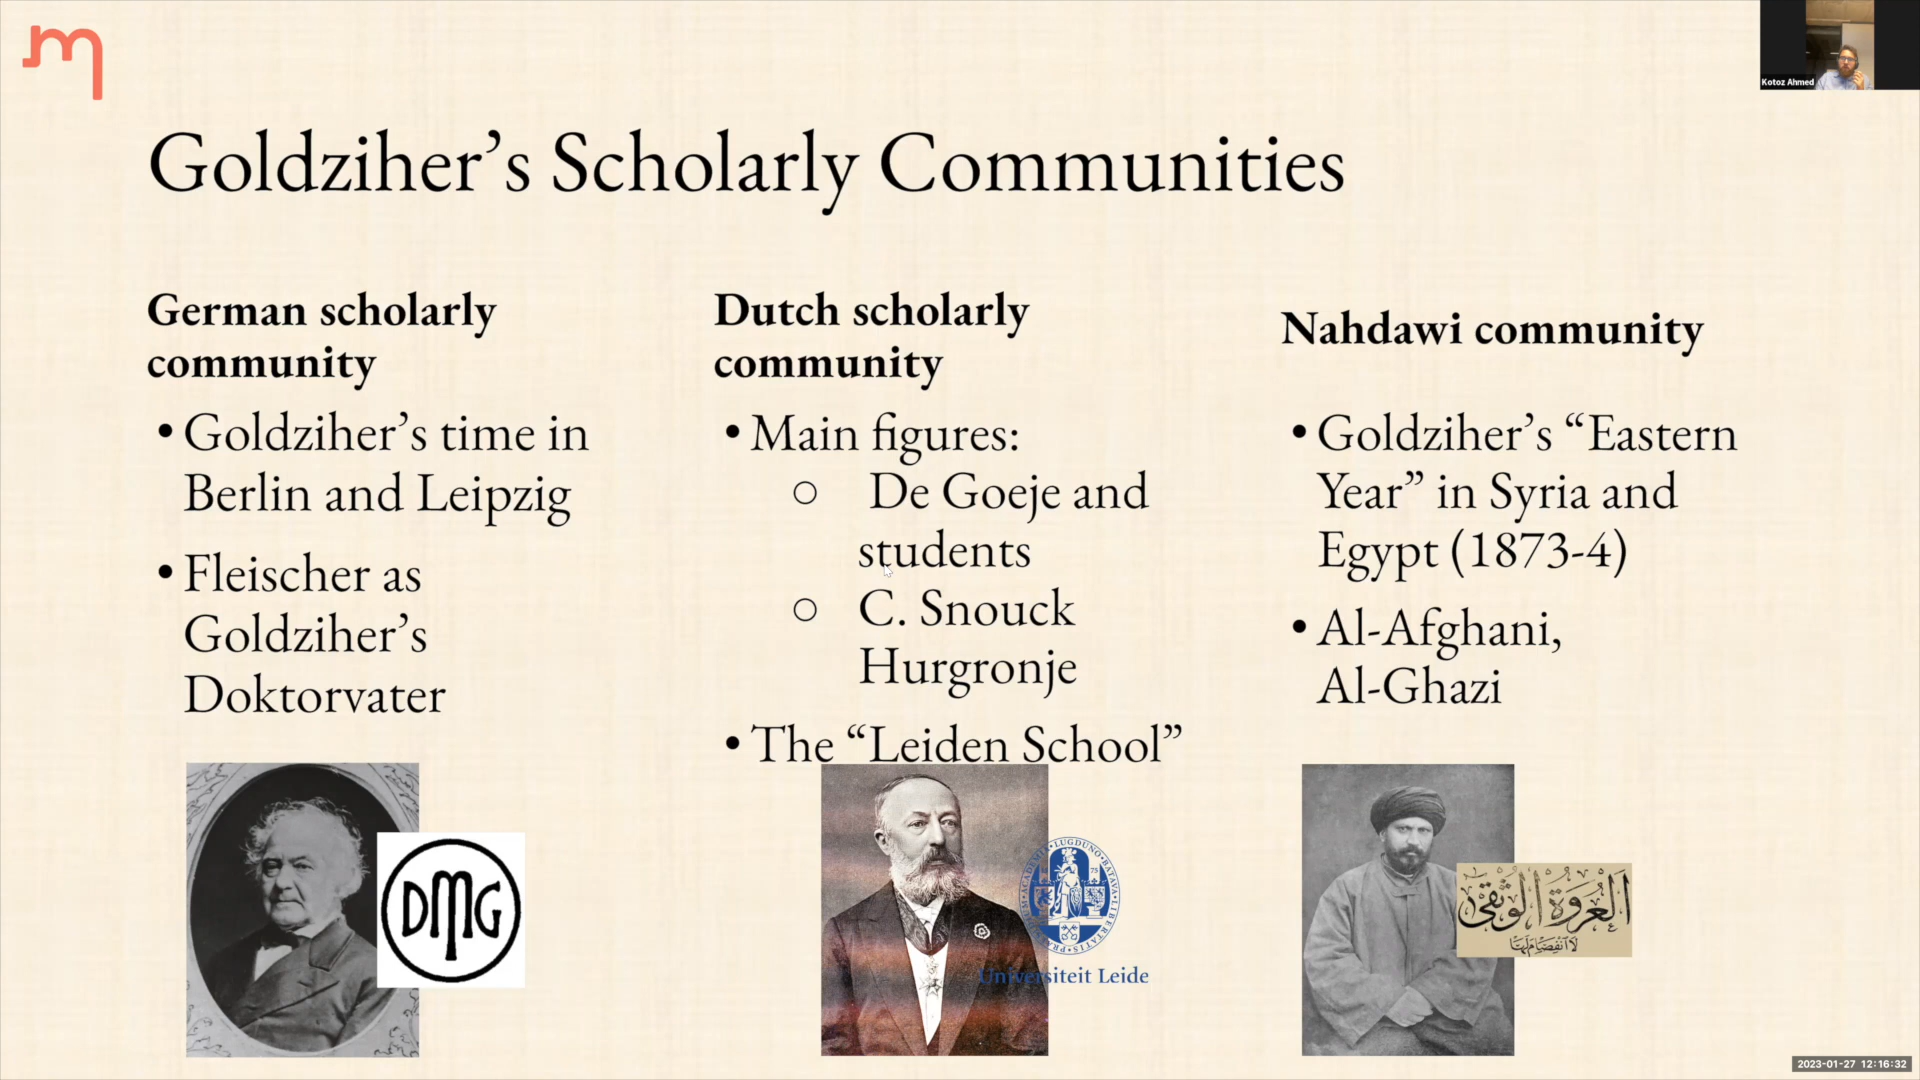 Kotoz Ahmed
Goldziher’s Scholarly Communities
German scholarly
community
• Goldziher’s time in
Berlin and Leipzig
• Fleischer as
Goldziher’s
Doktorvater
DMG
Dutch scholarly
community
• Main figures:
○ De Goeje and
students
○ C. Snouck
Hurgronje
• The “Leiden School”
Universiteit Leide
Nahdawi community
• Goldziher’s “Eastern
Year” in Syria and
Egypt (1873-4)
• Al-Afghani,
Al-Ghazi
العروة الوثقى
لا انفصام لها
2023-01-27 12:16:32